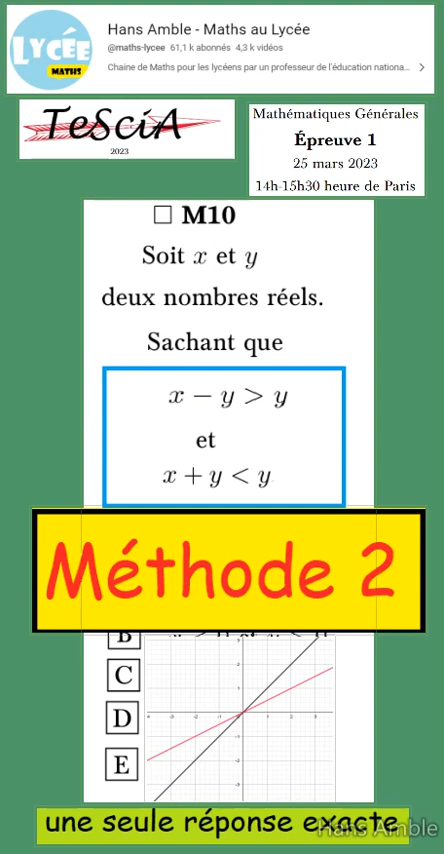 Hans Amble - Maths au Lycée
@maths-lycee 61,1 k abonnés 4,3 k vidéos
Chaine de Maths pour les lycéens par un professeur de l'éducation nationa...
LYCÉE
MATHS
TeSciA
2023
Mathématiques Générales
Épreuve 1
25 mars 2023
14h-15h30 heure de Paris
☐ M10
Soit x et y
deux nombres réels.
Sachant que
x − y > y
et
x + y < y
Méthode 2
B
C
D
E
une seule réponse exacte
Hans Amble